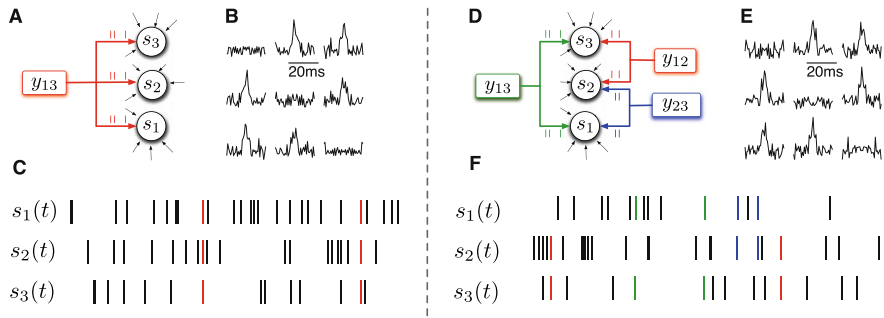 A
s₃
y₁₃
s₂
s₁
B
20ms
C
s₁(t)
s₂(t)
s₃(t)
D
s₃
y₁₂
y₁₃
s₂
y₂₃
s₁
E
20ms
F
s₁(t)
s₂(t)
s₃(t)